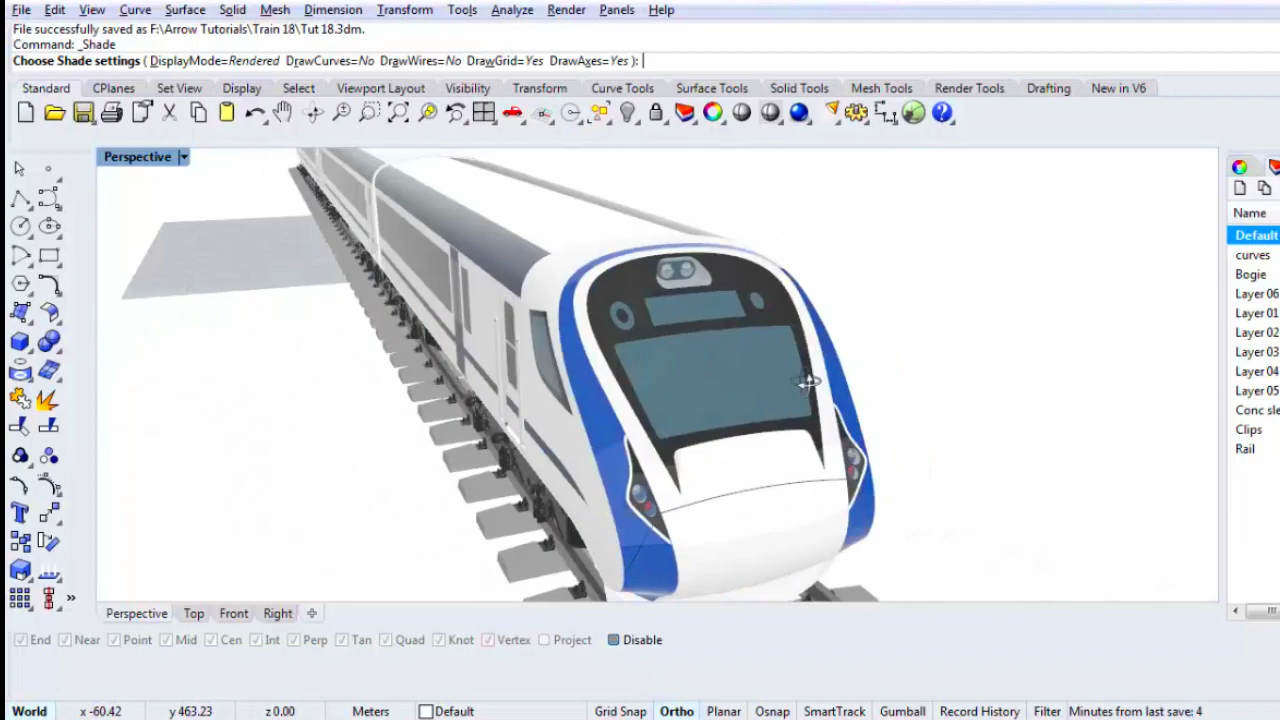 File Edit View Curve Surface Solid Mesh Dimension Transform Tools Analyze Render Panels Help
File successfully saved as F:\Arrow Tutorials\Train 18\Tut 18.3dm.
Command: _Shade
Choose Shade settings ( DisplayMode=Rendered DrawCurves=No DrawWires=No DrawGrid=Yes DrawAxes=Yes ):
Standard CPlanes Set View Display Select Viewport Layout Visibility Transform Curve Tools Surface Tools Solid Tools Mesh Tools Render Tools Drafting New in V6
Perspective
Name
Default
curves
Bogie
Layer 06
Layer 01
Layer 02
Layer 03
Layer 04
Layer 05
Conc sle
Clips
Rail
Perspective Top Front Right
End Near Point Mid Cen Int Perp Tan Quad Knot Vertex Project Disable
World x -60.42 y 463.23 z 0.00 Meters Default Grid Snap Ortho Planar Osnap SmartTrack Gumball Record History Filter Minutes from last save: 4